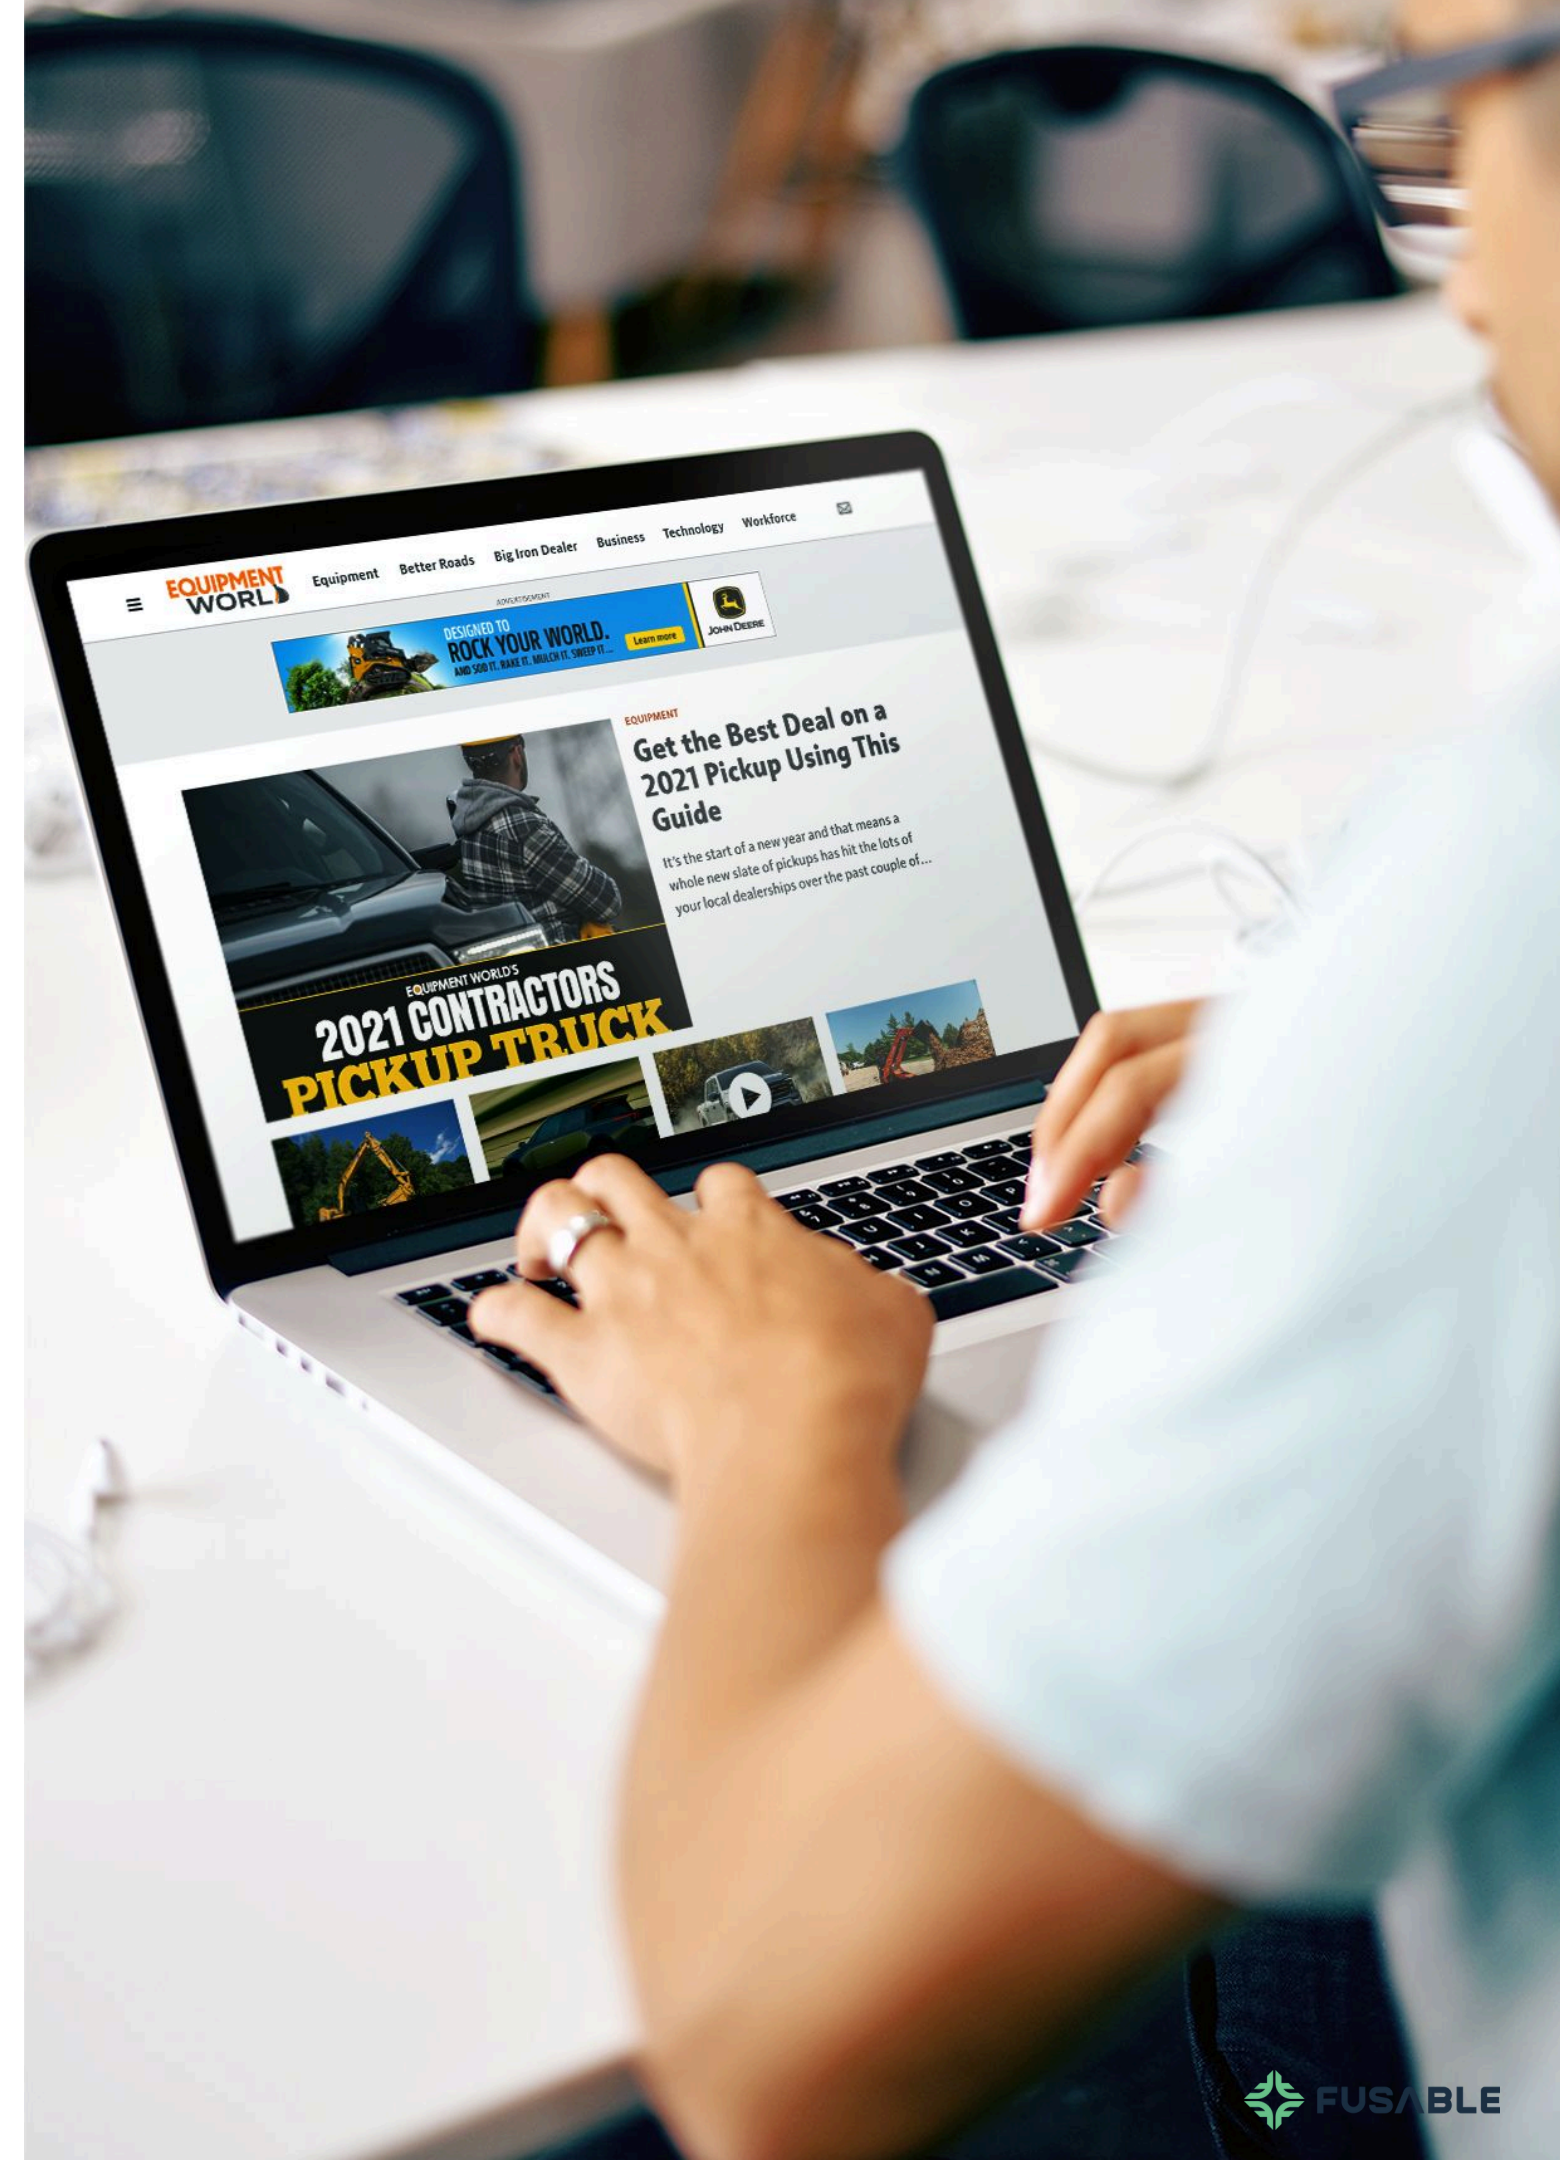 EQUIPMENT
WORLD
Equipment
Better Roads
Big Iron Dealer
Business
Technology
Workforce
ADVERTISEMENT
DESIGNED TO
ROCK YOUR WORLD.
AND SOD IT. RAKE IT. MULCH IT. SWEEP IT...
Learn more
JOHN DEERE
EQUIPMENT
Get the Best Deal on a
2021 Pickup Using This
Guide
It's the start of a new year and that means a
whole new slate of pickups has hit the lots of
your local dealerships over the past couple of...
EQUIPMENT WORLD'S
2021 CONTRACTORS
PICKUP TRUCK
FUSABLE